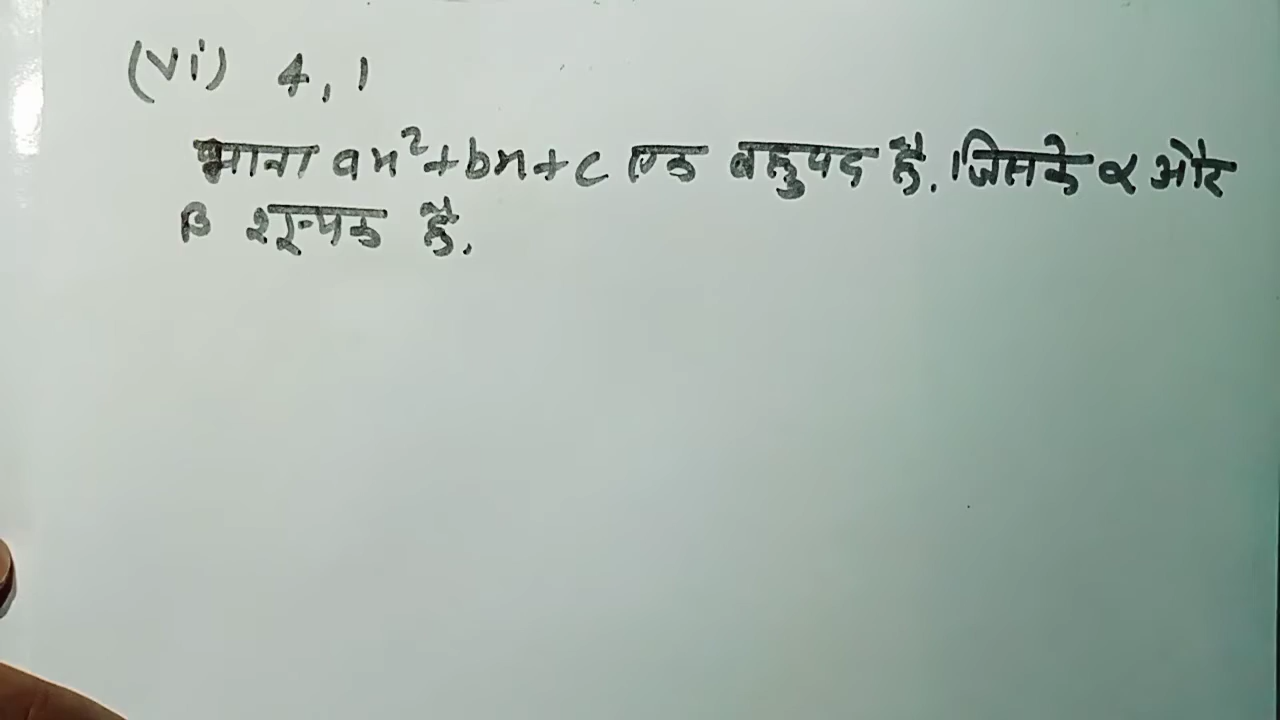 (vi) 4, 1
माना ax²+bx+c एक बहुपद है. जिसके α और
β शून्यक है.